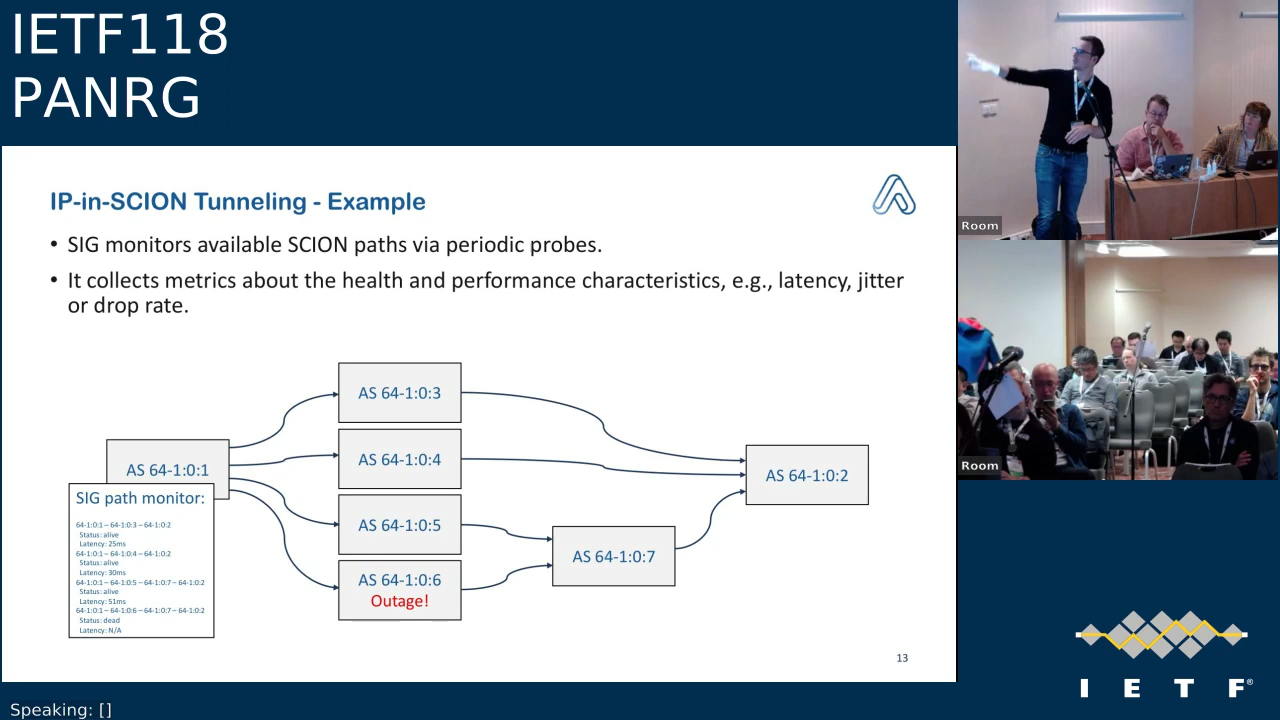 IETF118
PANRG
IP-in-SCION Tunneling - Example
• SIG monitors available SCION paths via periodic probes.
• It collects metrics about the health and performance characteristics, e.g., latency, jitter
or drop rate.
AS 64-1:0:1
SIG path monitor:
64-1:0:1 – 64-1:0:3 – 64-1:0:2
Status: alive
Latency: 25ms
64-1:0:1 – 64-1:0:4 – 64-1:0:2
Status: alive
Latency: 30ms
64-1:0:1 – 64-1:0:5 – 64-1:0:7 – 64-1:0:2
Status: alive
Latency: 51ms
64-1:0:1 – 64-1:0:6 – 64-1:0:7 – 64-1:0:2
Status: dead
Latency: N/A
AS 64-1:0:3
AS 64-1:0:4
AS 64-1:0:5
AS 64-1:0:6
Outage!
AS 64-1:0:7
AS 64-1:0:2
13
Room
Room
I E T F®
Speaking: []